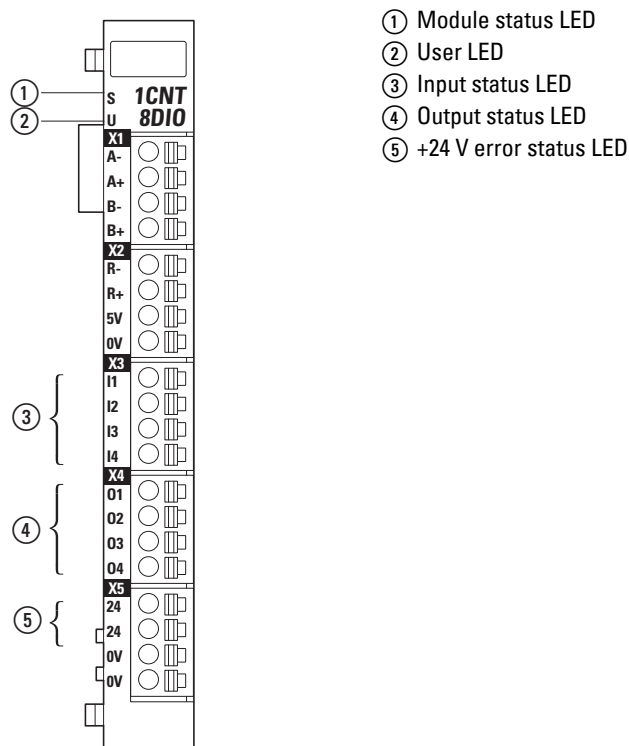 ① Module status LED
② User LED
③ Input status LED
④ Output status LED
⑤ +24 V error status LED
① S 1CNT
② U 8DIO
X1
A-
A+
B-
B+
X2
R-
R+
5V
0V
X3
I1
I2
③
I3
I4
X4
O1
O2
④
O3
O4
X5
24
⑤
24
0V
0V